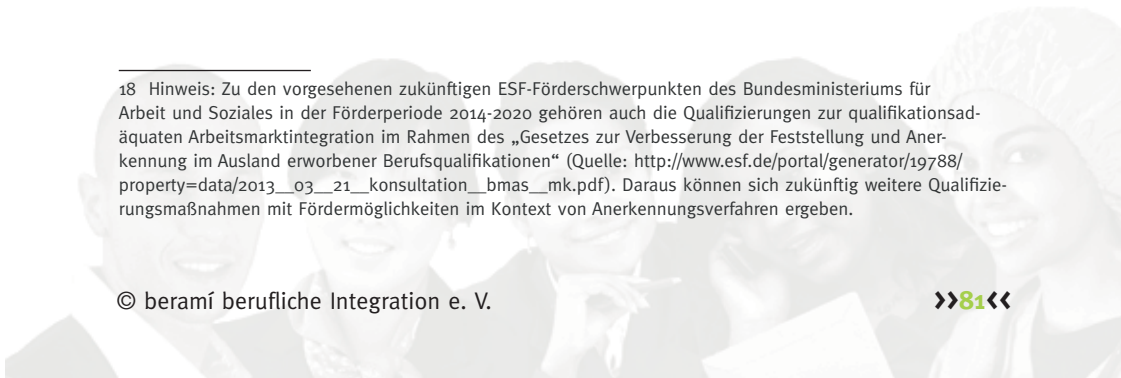 18 Hinweis: Zu den vorgesehenen zukünftigen ESF-Förderschwerpunkten des Bundesministeriums für
Arbeit und Soziales in der Förderperiode 2014-2020 gehören auch die Qualifizierungen zur qualifikationsad-
äquaten Arbeitsmarktintegration im Rahmen des „Gesetzes zur Verbesserung der Feststellung und Aner-
kennung im Ausland erworbener Berufsqualifikationen“ (Quelle: http://www.esf.de/portal/generator/19788/
property=data/2013__03__21__konsultation__bmas__mk.pdf). Daraus können sich zukünftig weitere Qualifizie-
rungsmaßnahmen mit Fördermöglichkeiten im Kontext von Anerkennungsverfahren ergeben.
© beramí berufliche Integration e. V. ››81‹‹